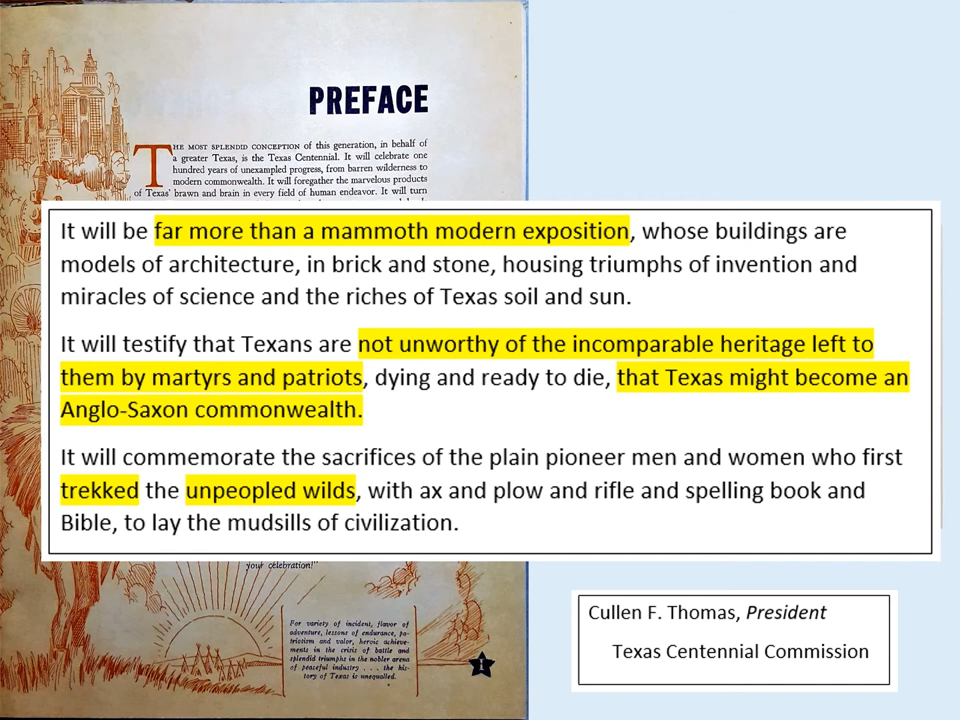 PREFACE
THE MOST SPLENDID CONCEPTION of this generation, in behalf of
a greater Texas, is the Texas Centennial. It will celebrate one
hundred years of unexampled progress, from barren wilderness to
modern commonwealth. It will foregather the marvelous products
of Texas' brawn and brain in every field of human endeavor. It will turn
It will be far more than a mammoth modern exposition, whose buildings are
models of architecture, in brick and stone, housing triumphs of invention and
miracles of science and the riches of Texas soil and sun.
It will testify that Texans are not unworthy of the incomparable heritage left to
them by martyrs and patriots, dying and ready to die, that Texas might become an
Anglo-Saxon commonwealth.
It will commemorate the sacrifices of the plain pioneer men and women who first
trekked the unpeopled wilds, with ax and plow and rifle and spelling book and
Bible, to lay the mudsills of civilization.
your celebration!"
For variety of incident, flavor of
adventure, lessons of endurance, pa-
triotism and valor, heroic achieve-
ments in the crisis of battle and
splendid triumphs in the nobler arena
of peaceful industry . . . the his-
tory of Texas is unequalled.
1
Cullen F. Thomas, President
Texas Centennial Commission